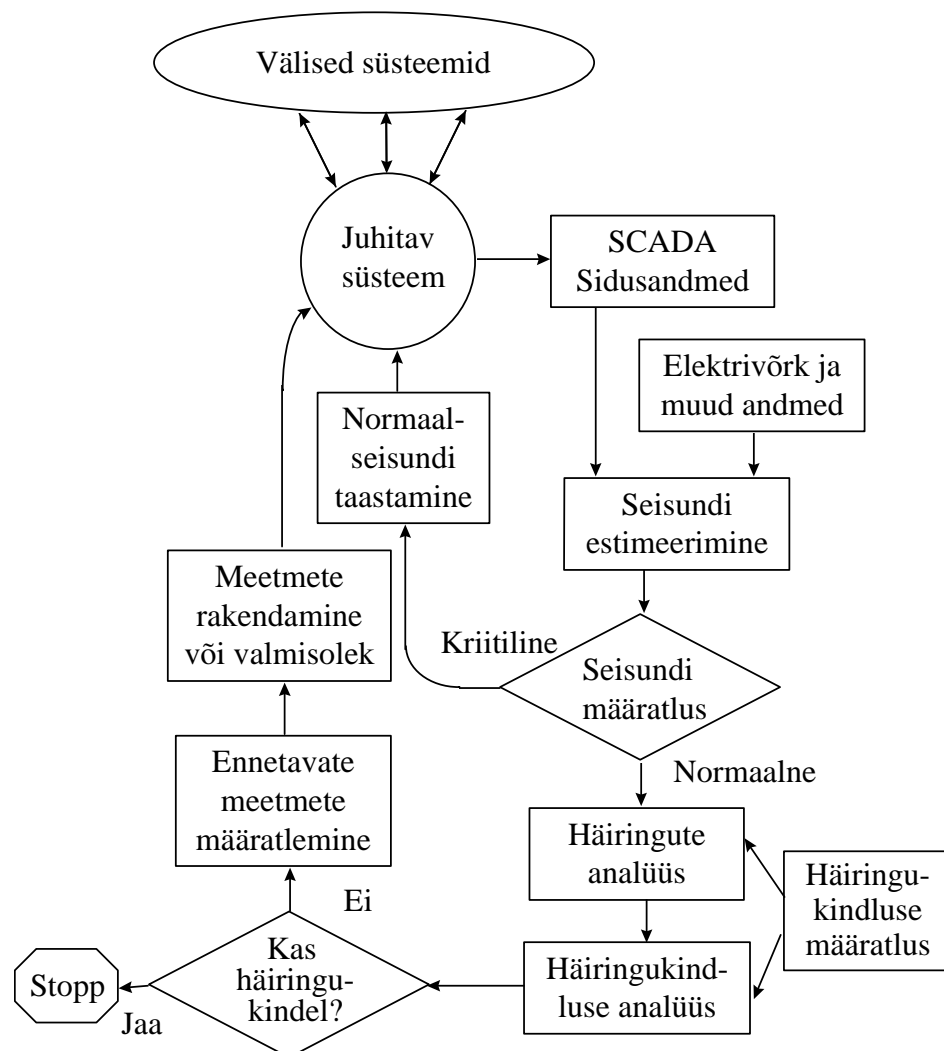 Välised süsteemid
Juhitav
süsteem
SCADA
Sidusandmed
Elektrivõrk ja
muud andmed
Normaal-
seisundi
taastamine
Seisundi
estimeerimine
Meetmete
rakendamine
või valmisolek
Kriitiline
Seisundi
määratlus
Ennetavate
meetmete
määratlemine
Normaalne
Häiringute
analüüs
Häiringu-
kindluse
määratlus
Ei
Kas
häiringu-
kindel?
Häiringukind-
luse analüüs
Stopp
Jaa